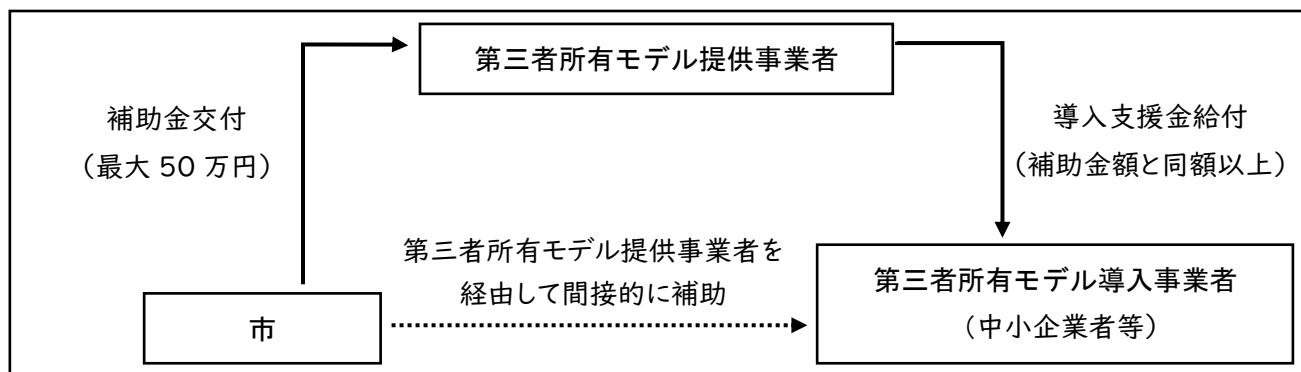 第三者所有モデル提供事業者
補助金交付
（最大 50 万円）
導入支援金給付
（補助金額と同額以上）
第三者所有モデル提供事業者を
経由して間接的に補助
市
第三者所有モデル導入事業者
（中小企業者等）